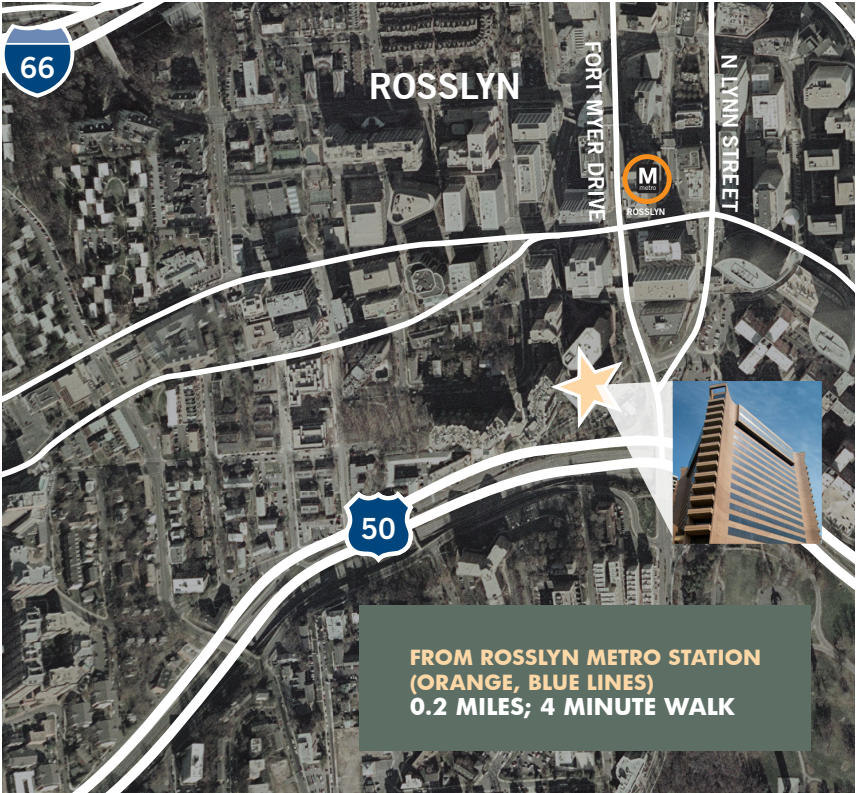 66
ROSSLYN
FORT MYER DRIVE
N LYNN STREET
M
metro
ROSSLYN
50
FROM ROSSLYN METRO STATION
(ORANGE, BLUE LINES)
0.2 MILES; 4 MINUTE WALK